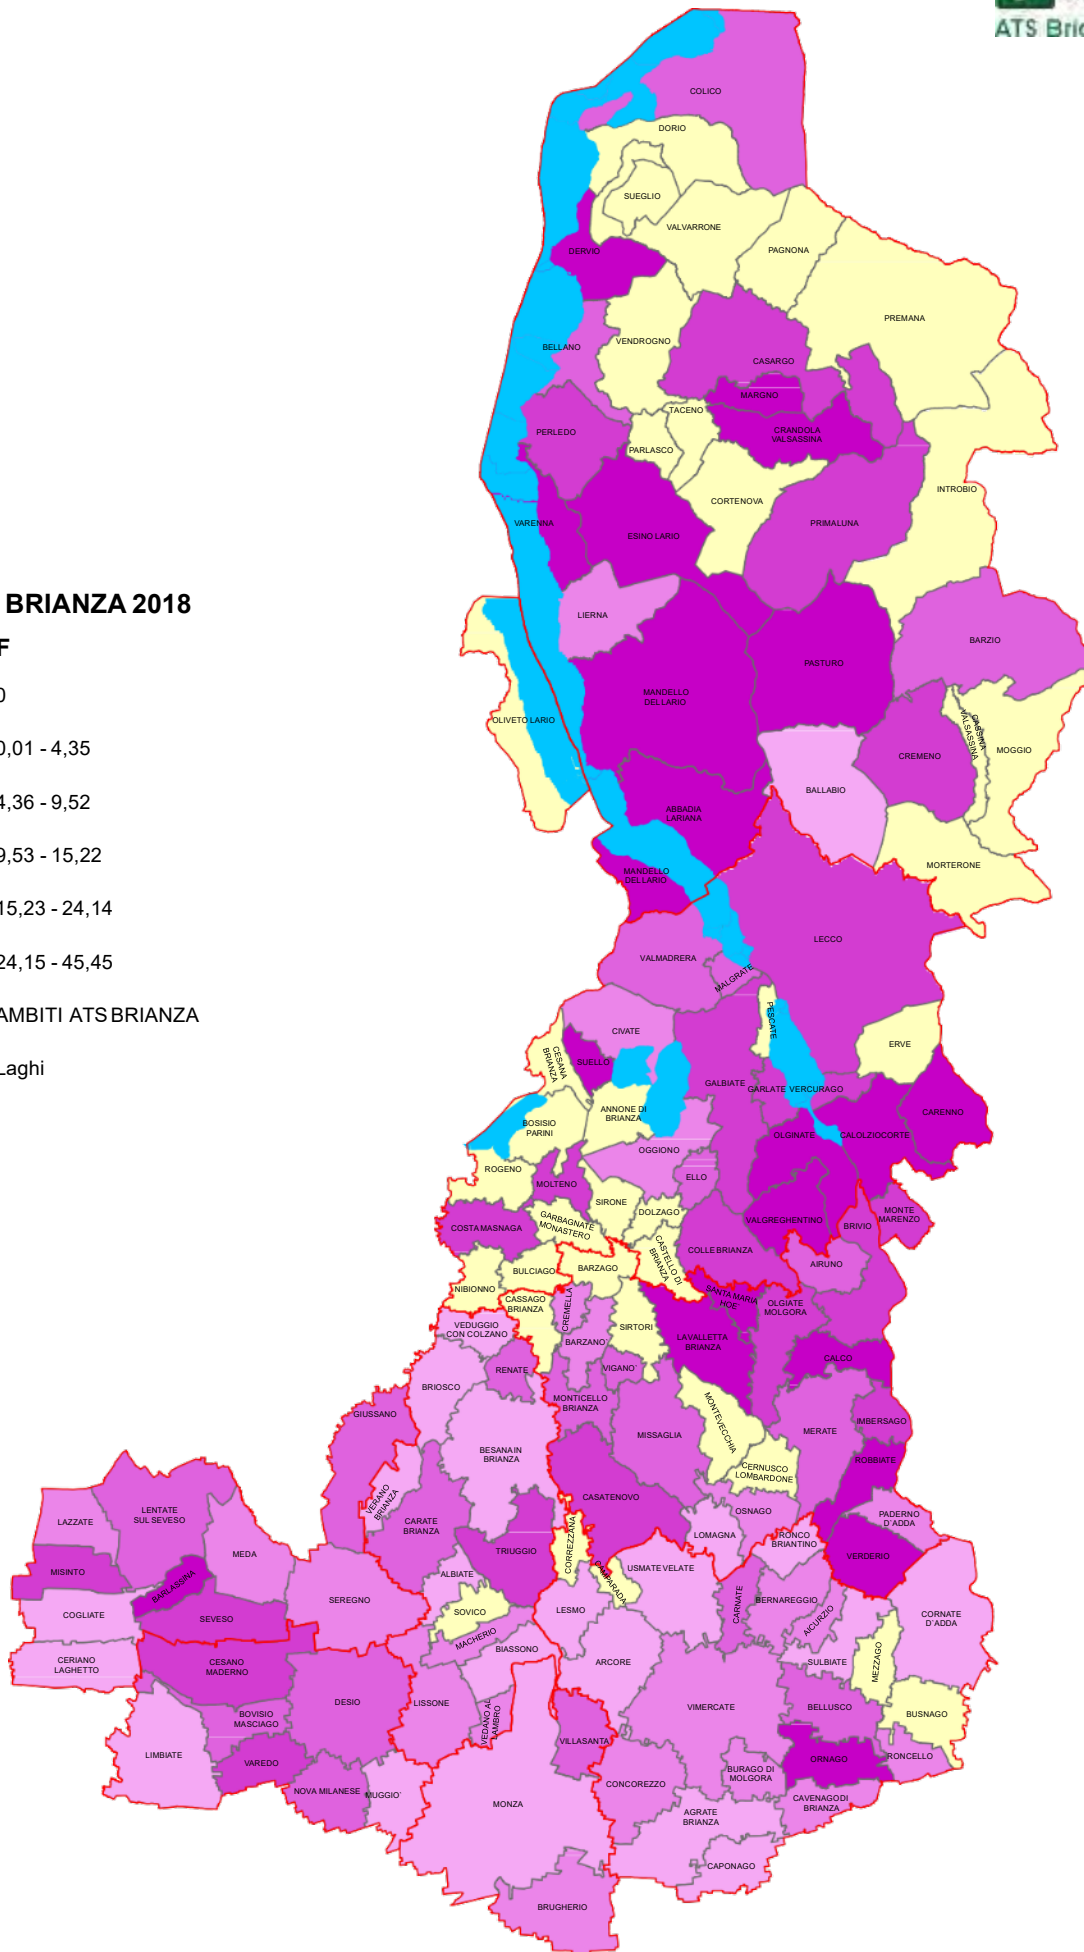 ATS Bri
COLICO
DORIO
SUEGLIO
VALVARRONE
PAGNONA
DERVIO
PREMANA
BELLANO
VENDROGNO
CASARGO
MARGNO
TACENO
CRANDOLA
VALSASSINA
PERLEDO
PARLASCO
INTROBIO
CORTENOVA
VARENNA
PRIMALUNA
ESINO LARIO
BRIANZA 2018
LIERNA
BARZIO
F
PASTURO
0
MANDELLO
DEL LARIO
OLIVETO LARIO
CASSINA
VALSASSINA
0,01 - 4,35
MOGGIO
CREMENO
BALLABIO
4,36 - 9,52
ABBADIA
LARIANA
9,53 - 15,22
MORTERONE
MANDELLO
DEL LARIO
15,23 - 24,14
LECCO
VALMADRERA
24,15 - 45,45
MALGRATE
AMBITI ATS BRIANZA
PESCATE
CIVATE
ERVE
CESANA
BRIANZA
SUELLO
Laghi
GALBIATE
GARLATE
VERCURAGO
ANNONE DI
BRIANZA
CARENNO
BOSISIO
PARINI
OLGINATE
CALOLZIOCORTE
OGGIONO
ROGENO
ELLO
MOLTENO
SIRONE
DOLZAGO
MONTE
MARENZO
GARBAGNATE
MONASTERO
VALGREGHENTINO
BRIVIO
COSTA MASNAGA
COLLE BRIANZA
CASTELLO DI
BRIANZA
AIRUNO
BULCIAGO
BARZAGO
NIBIONNO
CASSAGO
BRIANZA
CREMELLA
SANTA MARIA
HOE'
OLGIATE
MOLGORA
VEDUGGIO
CON COLZANO
SIRTORI
BARZANO'
LAVALLETTA
BRIANZA
CALCO
RENATE
VIGANO'
BRIOSCO
MONTICELLO
BRIANZA
MONTEVECCHIA
GIUSSANO
IMBERSAGO
MERATE
MISSAGLIA
BESANA IN
BRIANZA
ROBBIATE
CERNUSCO
LOMBARDONE
VERANO
BRIANZA
CASATENOVO
LENTATE
SUL SEVESO
OSNAGO
PADERNO
D'ADDA
LAZZATE
CARATE
BRIANZA
LOMAGNA
RONCO
BRIANTINO
CORREZZANA
TRIUGGIO
MEDA
VERDERIO
MISINTO
CAMPARADA
USMATE VELATE
ALBIATE
BARLASSINA
SEREGNO
CARNATE
BERNAREGGIO
LESMO
SOVICO
COGLIATE
SEVESO
AICURZIO
CORNATE
D'ADDA
MACHERIO
BIASSONO
CERIANO
LAGHETTO
CESANO
MADERNO
ARCORE
SULBIATE
MEZZAGO
DESIO
LISSONE
VIMERCATE
BELLUSCO
BOVISIO
MASCIAGO
VEDANO AL
LAMBRO
BUSNAGO
VILLASANTA
LIMBIATE
ORNAGO
RONCELLO
VAREDO
BURAGO DI
MOLGORA
CONCOREZZO
NOVA MILANESE
MUGGIO'
CAVENAGO DI
BRIANZA
MONZA
AGRATE
BRIANZA
CAPONAGO
BRUGHERIO